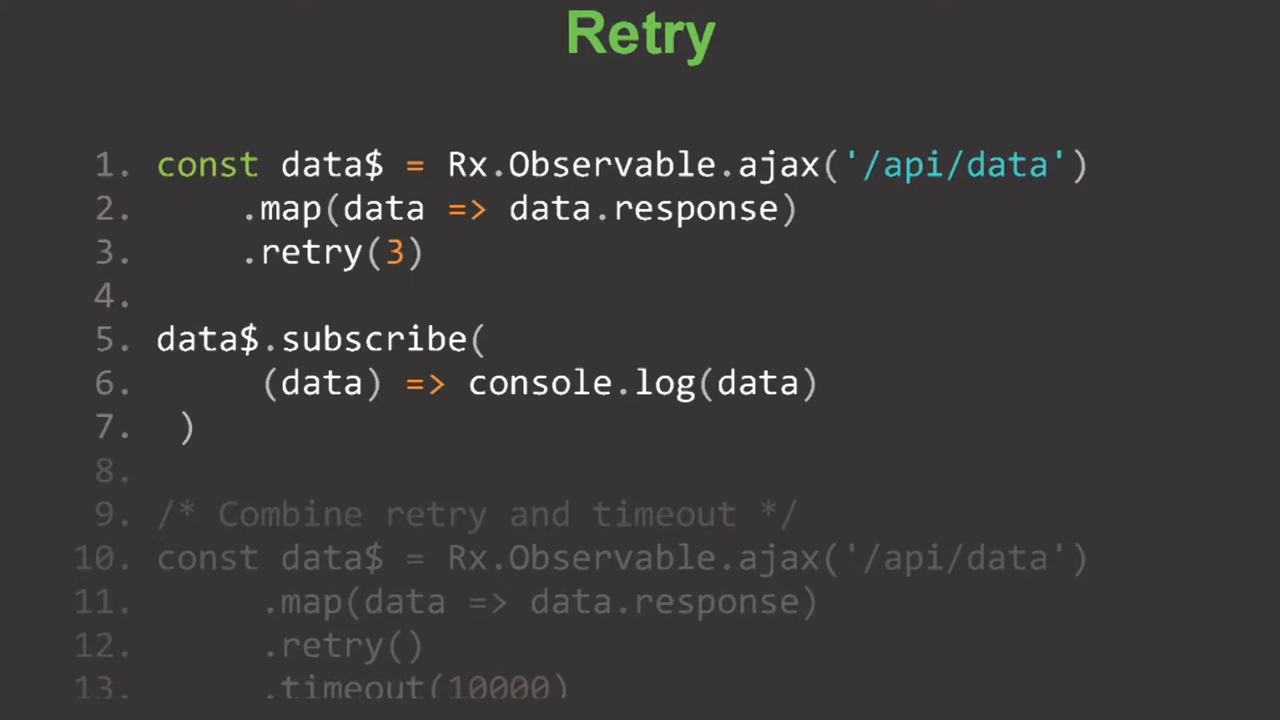 Retry
1. const data$ = Rx.Observable.ajax('/api/data')
2.     .map(data => data.response)
3.     .retry(3)
4.
5. data$.subscribe(
6.      (data) => console.log(data)
7.  )
8.
9. /* Combine retry and timeout */
10. const data$ = Rx.Observable.ajax('/api/data')
11.      .map(data => data.response)
12.      .retry()
13.      .timeout(10000)